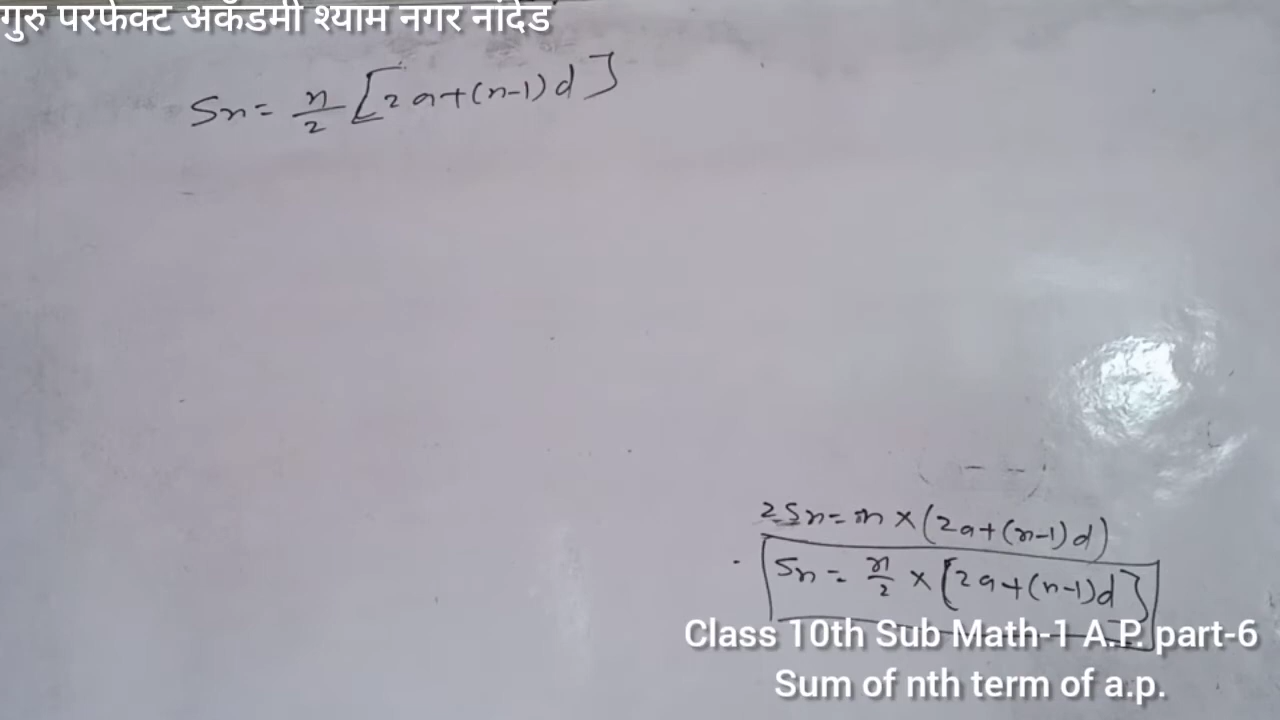 गुरु परफेक्ट अकॅडमी श्याम नगर नांदेड
Sn = n/2 [2a+(n-1)d]
2Sn = n × (2a+(n-1)d)
Sn = n/2 × [2a+(n-1)d]
Class 10th Sub Math-1 A.P. part-6
Sum of nth term of a.p.